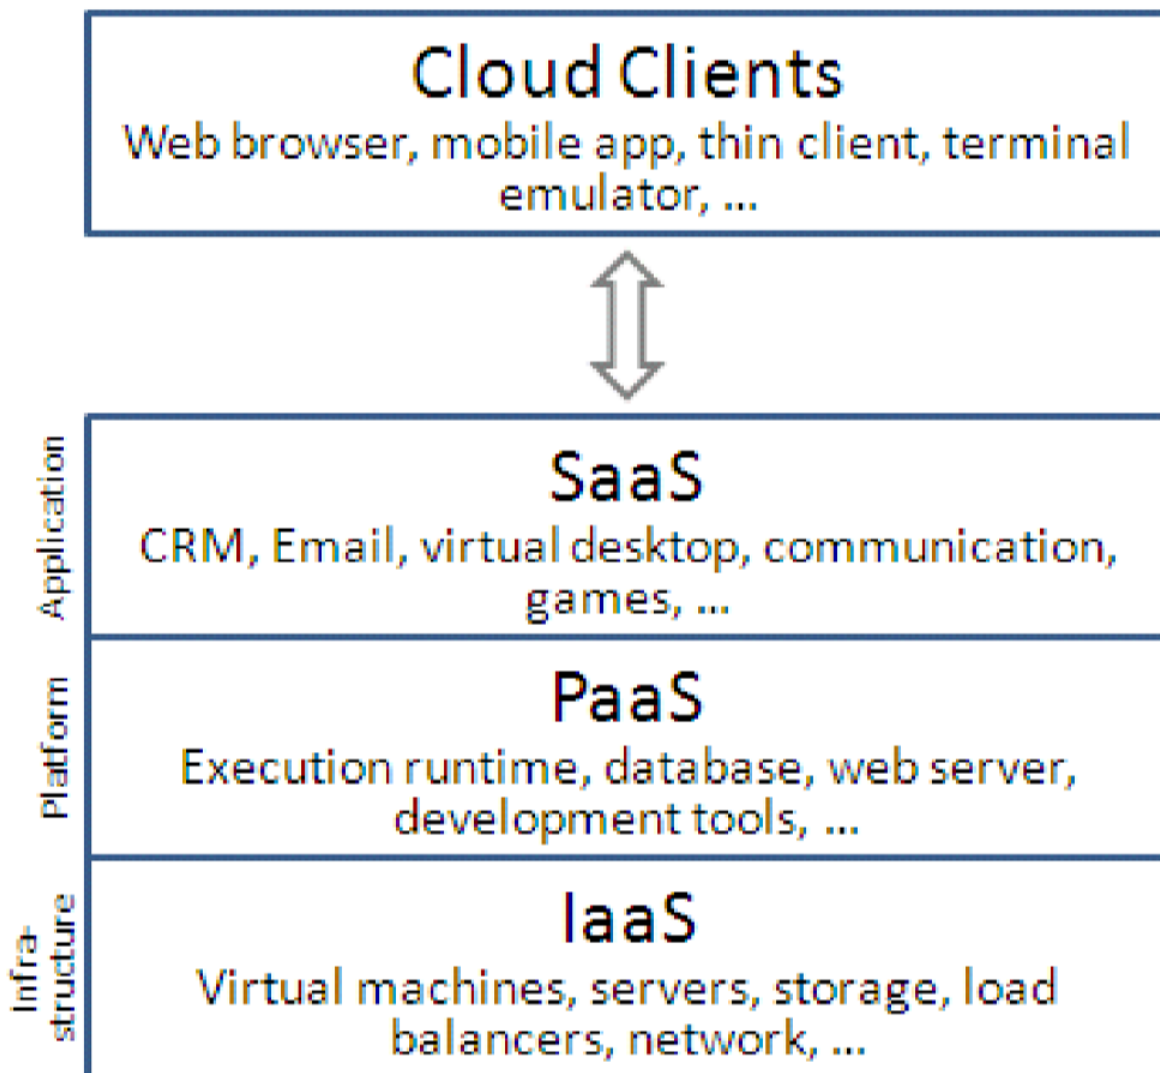 Cloud Clients
Web browser, mobile app, thin client, terminal
emulator, ...
Application
SaaS
CRM, Email, virtual desktop, communication,
games, ...
Platform
PaaS
Execution runtime, database, web server,
development tools, ...
Infra-
structure
IaaS
Virtual machines, servers, storage, load
balancers, network, ...